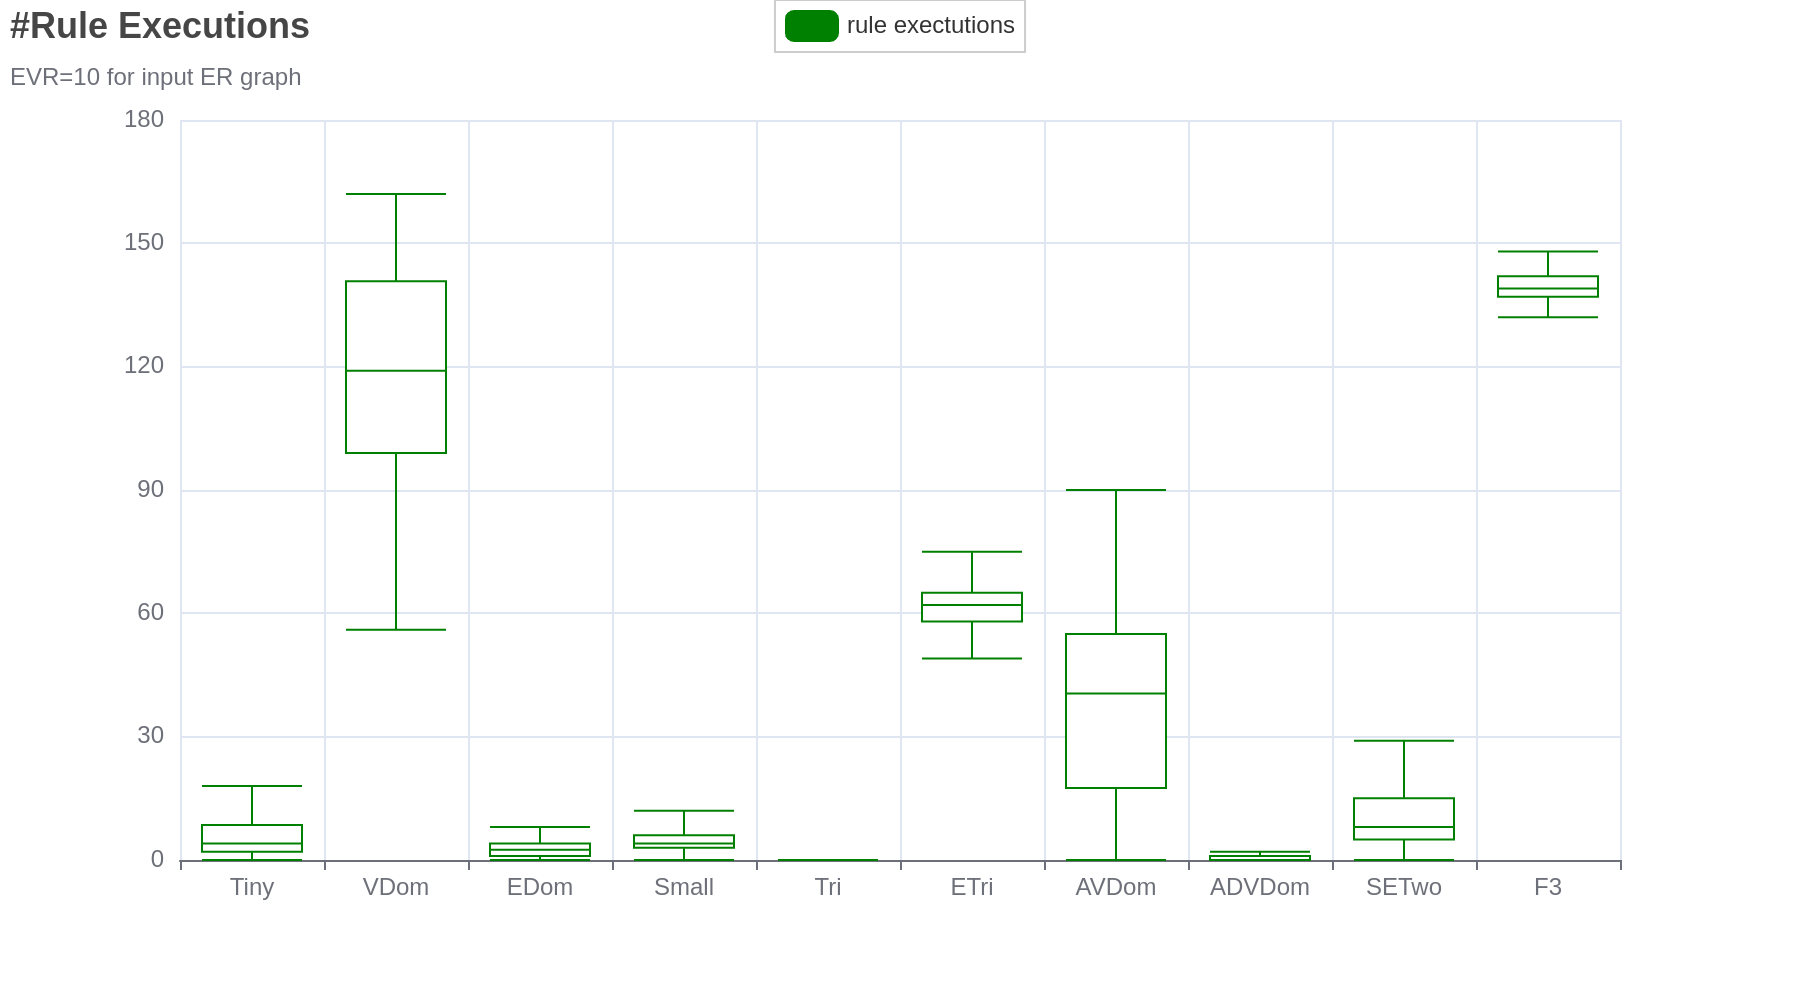 #Rule Executions
rule exectutions
EVR=10 for input ER graph
180
150
120
90
60
30
0
Tiny VDom EDom Small Tri ETri AVDom ADVDom SETwo F3